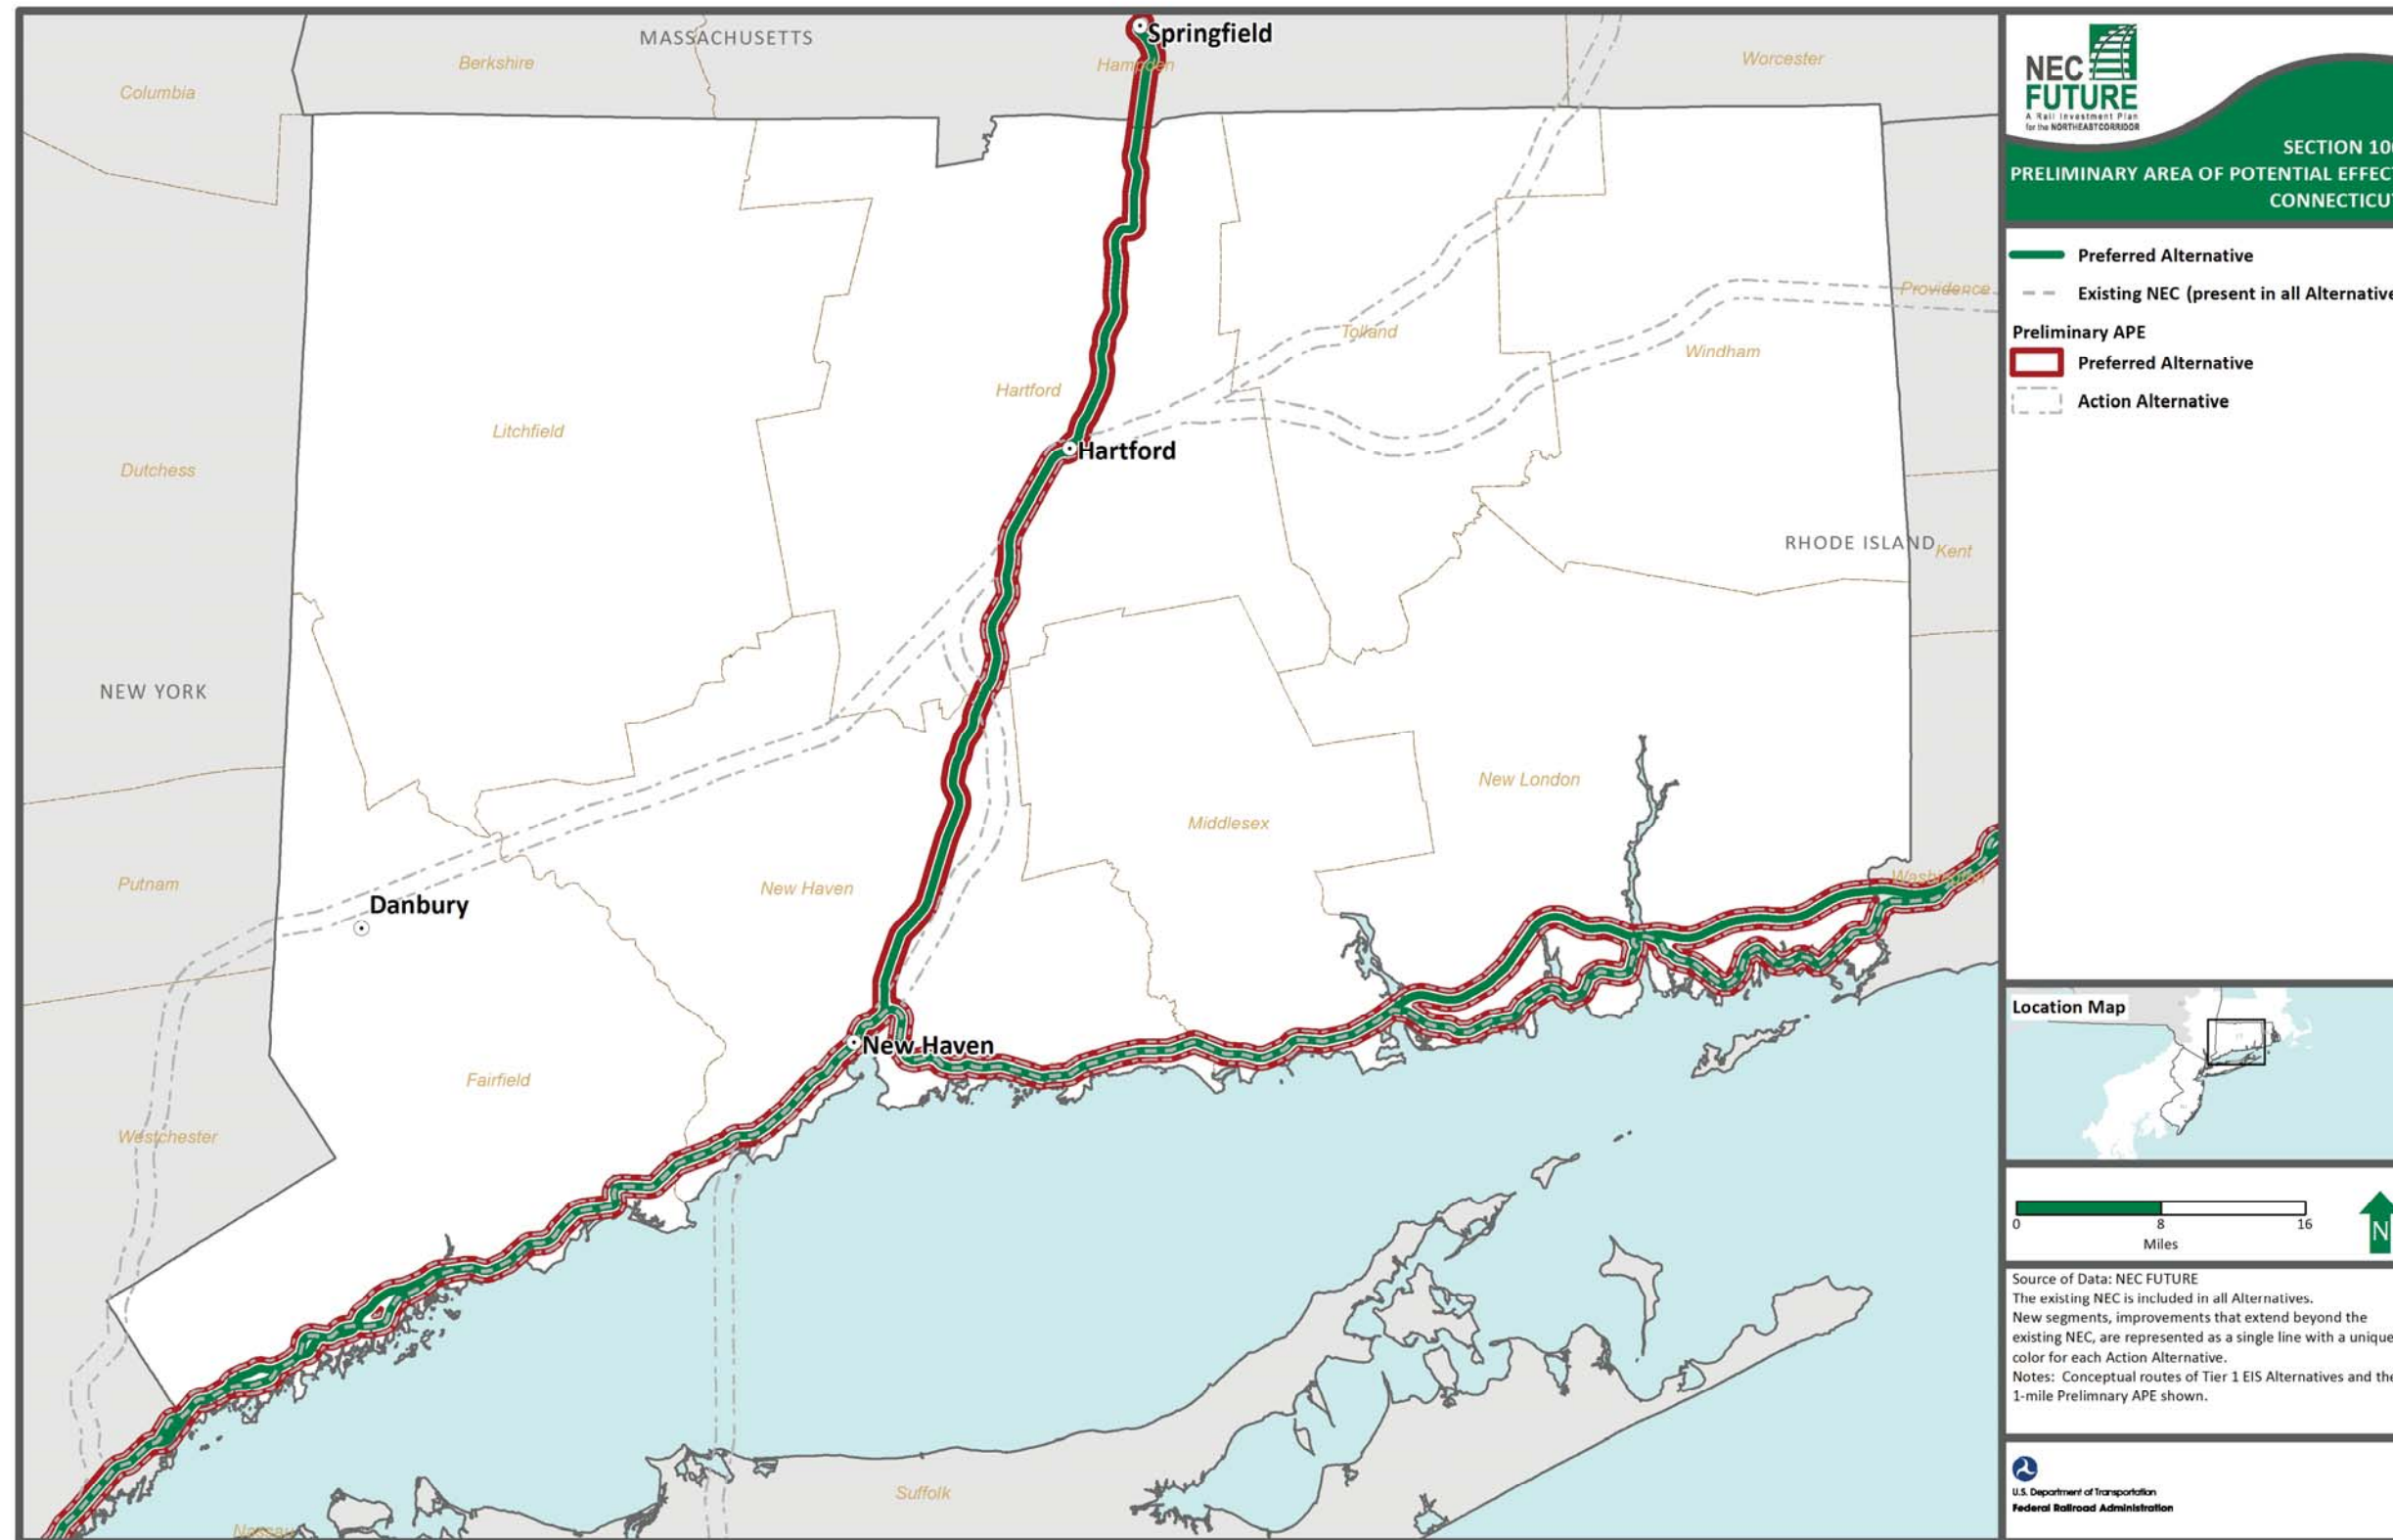 MASSACHUSETTS
Springfield
Columbia
Berkshire
Hampden
Worcester
Providence
Tolland
Windham
Hartford
Litchfield
Hartford
Dutchess
RHODE ISLAND
Kent
NEW YORK
New London
Middlesex
Putnam
Danbury
New Haven
Washington
New Haven
Fairfield
Westchester
Suffolk
Nassau
NEC
FUTURE
A Rail Investment Plan
for the NORTHEAST CORRIDOR
SECTION 10
PRELIMINARY AREA OF POTENTIAL EFFECT
CONNECTICU
Preferred Alternative
Existing NEC (present in all Alternative
Preliminary APE
Preferred Alternative
Action Alternative
Location Map
0 8 16
Miles
N
Source of Data: NEC FUTURE
The existing NEC is included in all Alternatives.
New segments, improvements that extend beyond the
existing NEC, are represented as a single line with a unique
color for each Action Alternative.
Notes: Conceptual routes of Tier 1 EIS Alternatives and the
1-mile Prelimnary APE shown.
U.S. Department of Transportation
Federal Railroad Administration